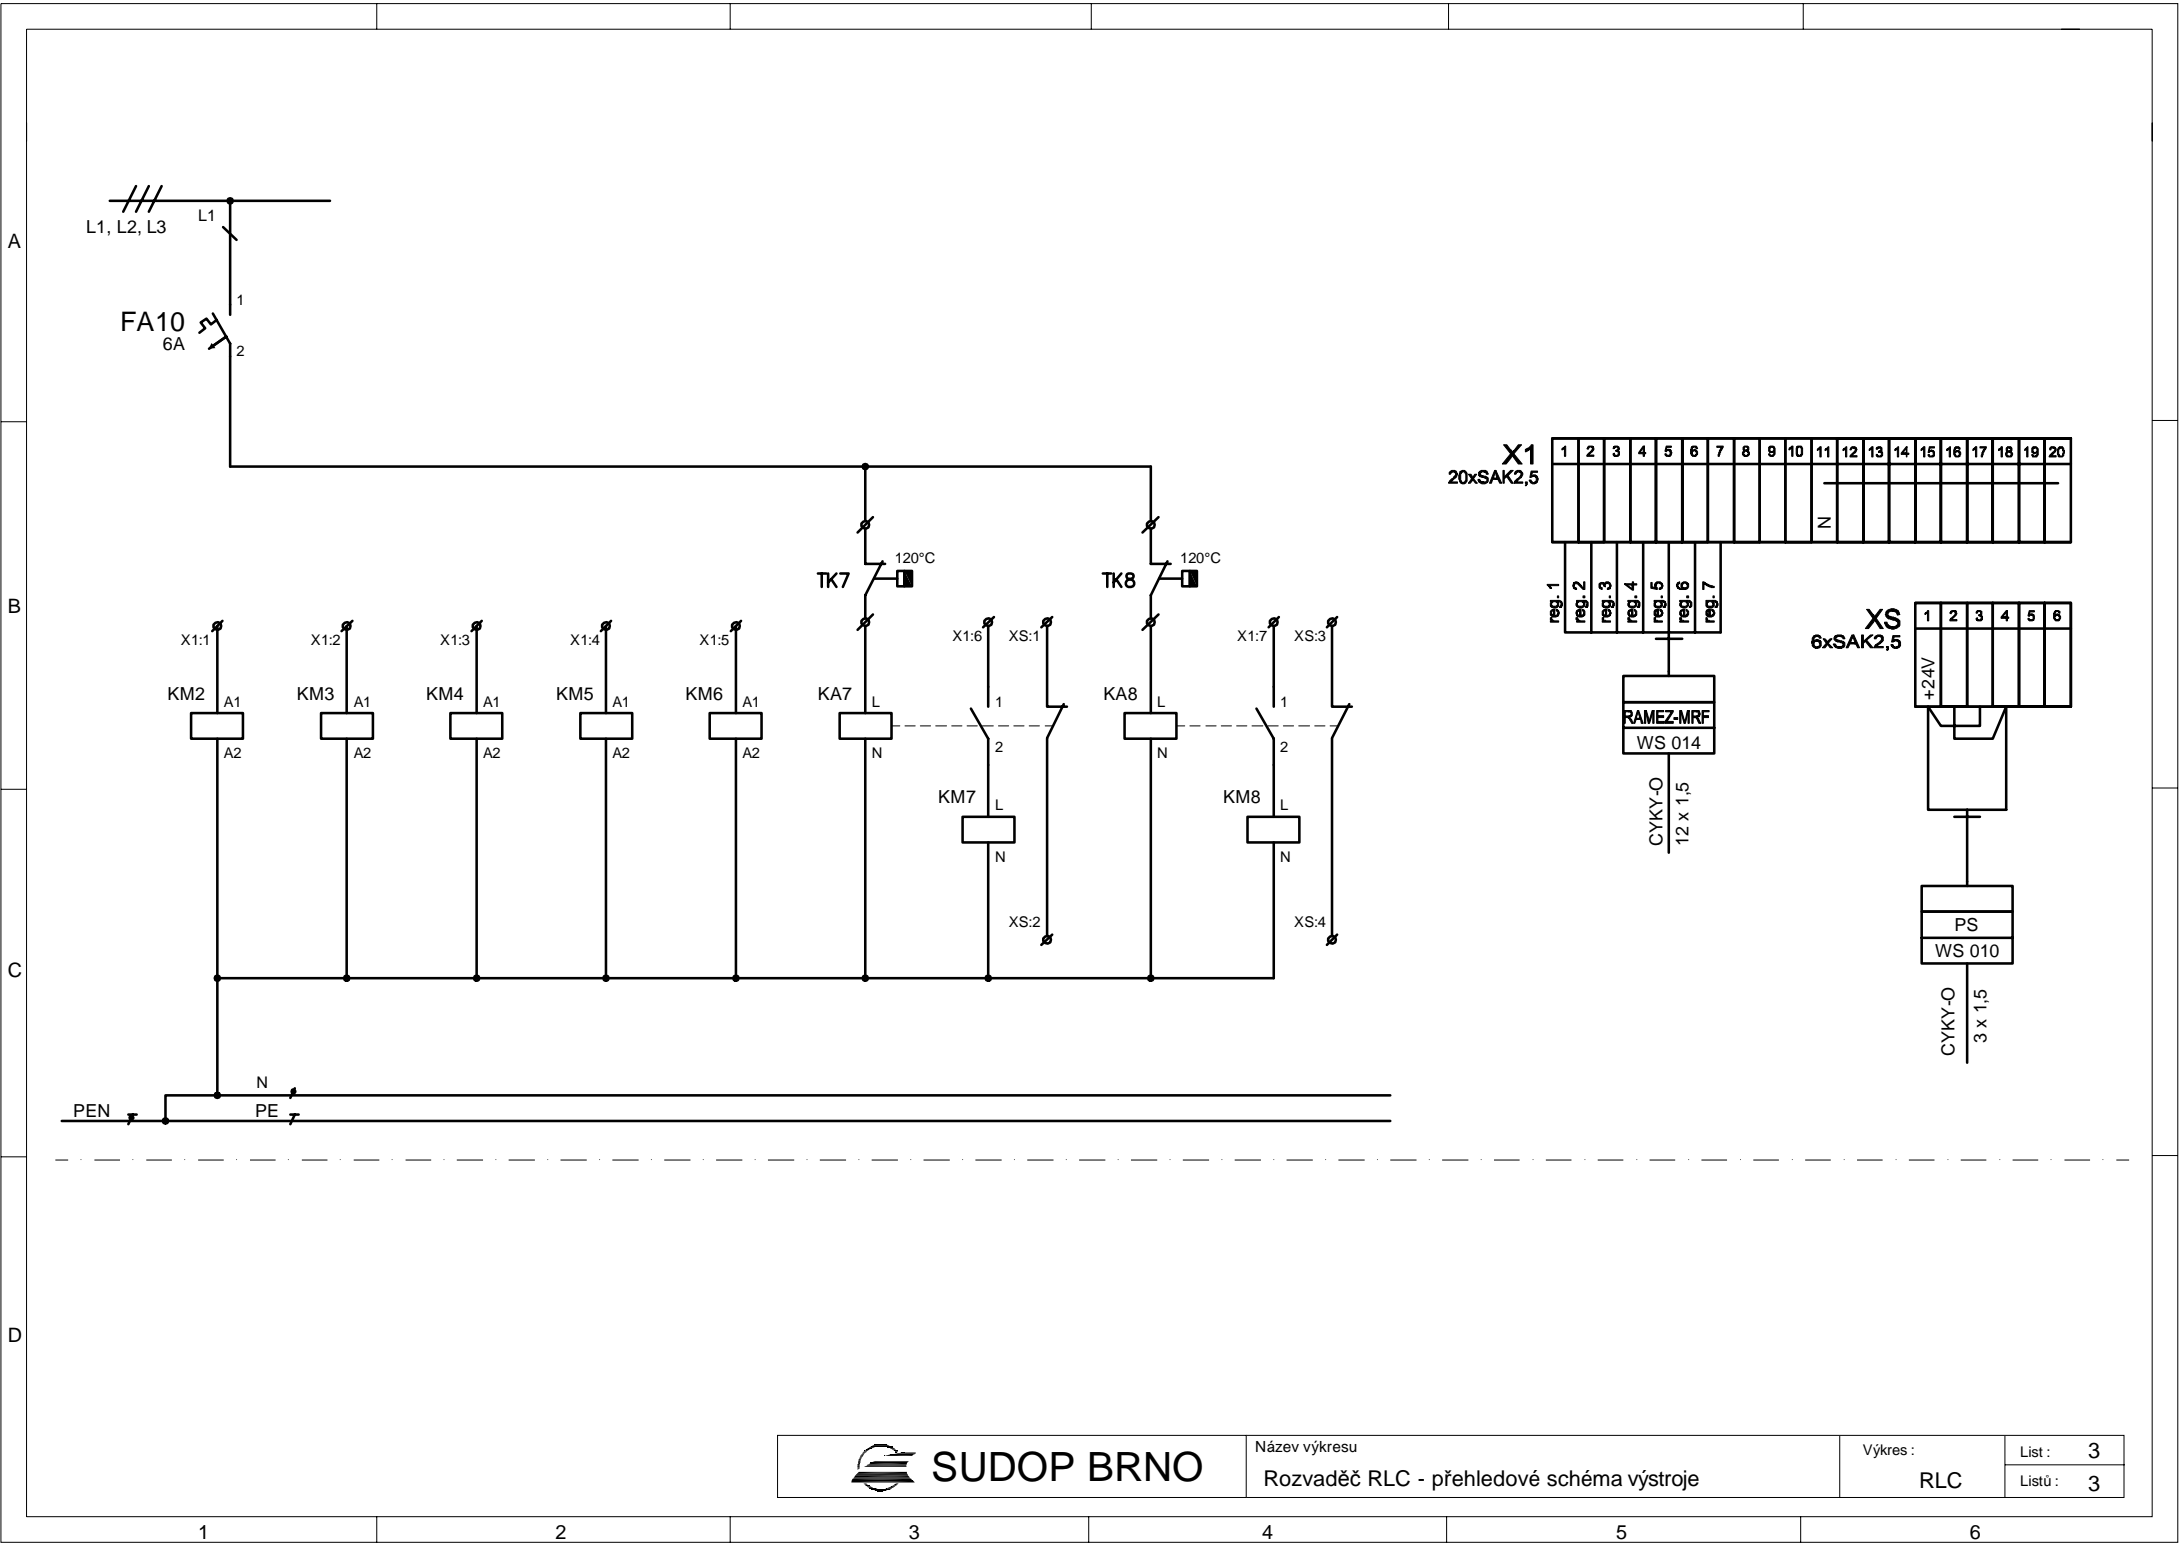 L1, L2, L3
L1
A
1
FA10
6A
2
X1
20xSAK2,5
1 2 3 4 5 6 7 8 9 10 11 12 13 14 15 16 17 18 19 20
N
120°C
TK7
120°C
TK8
reg. 1
reg. 2
reg. 3
reg. 4
reg. 5
reg. 6
reg. 7
B
XS
6xSAK2,5
1 2 3 4 5 6
+24V
X1:1
X1:2
X1:3
X1:4
X1:5
X1:6
XS:1
X1:7
XS:3
KM2
A1
A2
KM3
A1
A2
KM4
A1
A2
KM5
A1
A2
KM6
A1
A2
KA7
L
N
1
2
KA8
L
N
1
2
RAMEZ-MRF
WS 014
CYKY-O
12 x 1,5
KM7
L
N
KM8
L
N
XS:2
XS:4
PS
WS 010
CYKY-O
3 x 1,5
C
N
PEN
PE
D
SUDOP BRNO
Název výkresu
Rozvaděč RLC - přehledové schéma výstroje
Výkres :
RLC
List : 3
Listů : 3
1 2 3 4 5 6